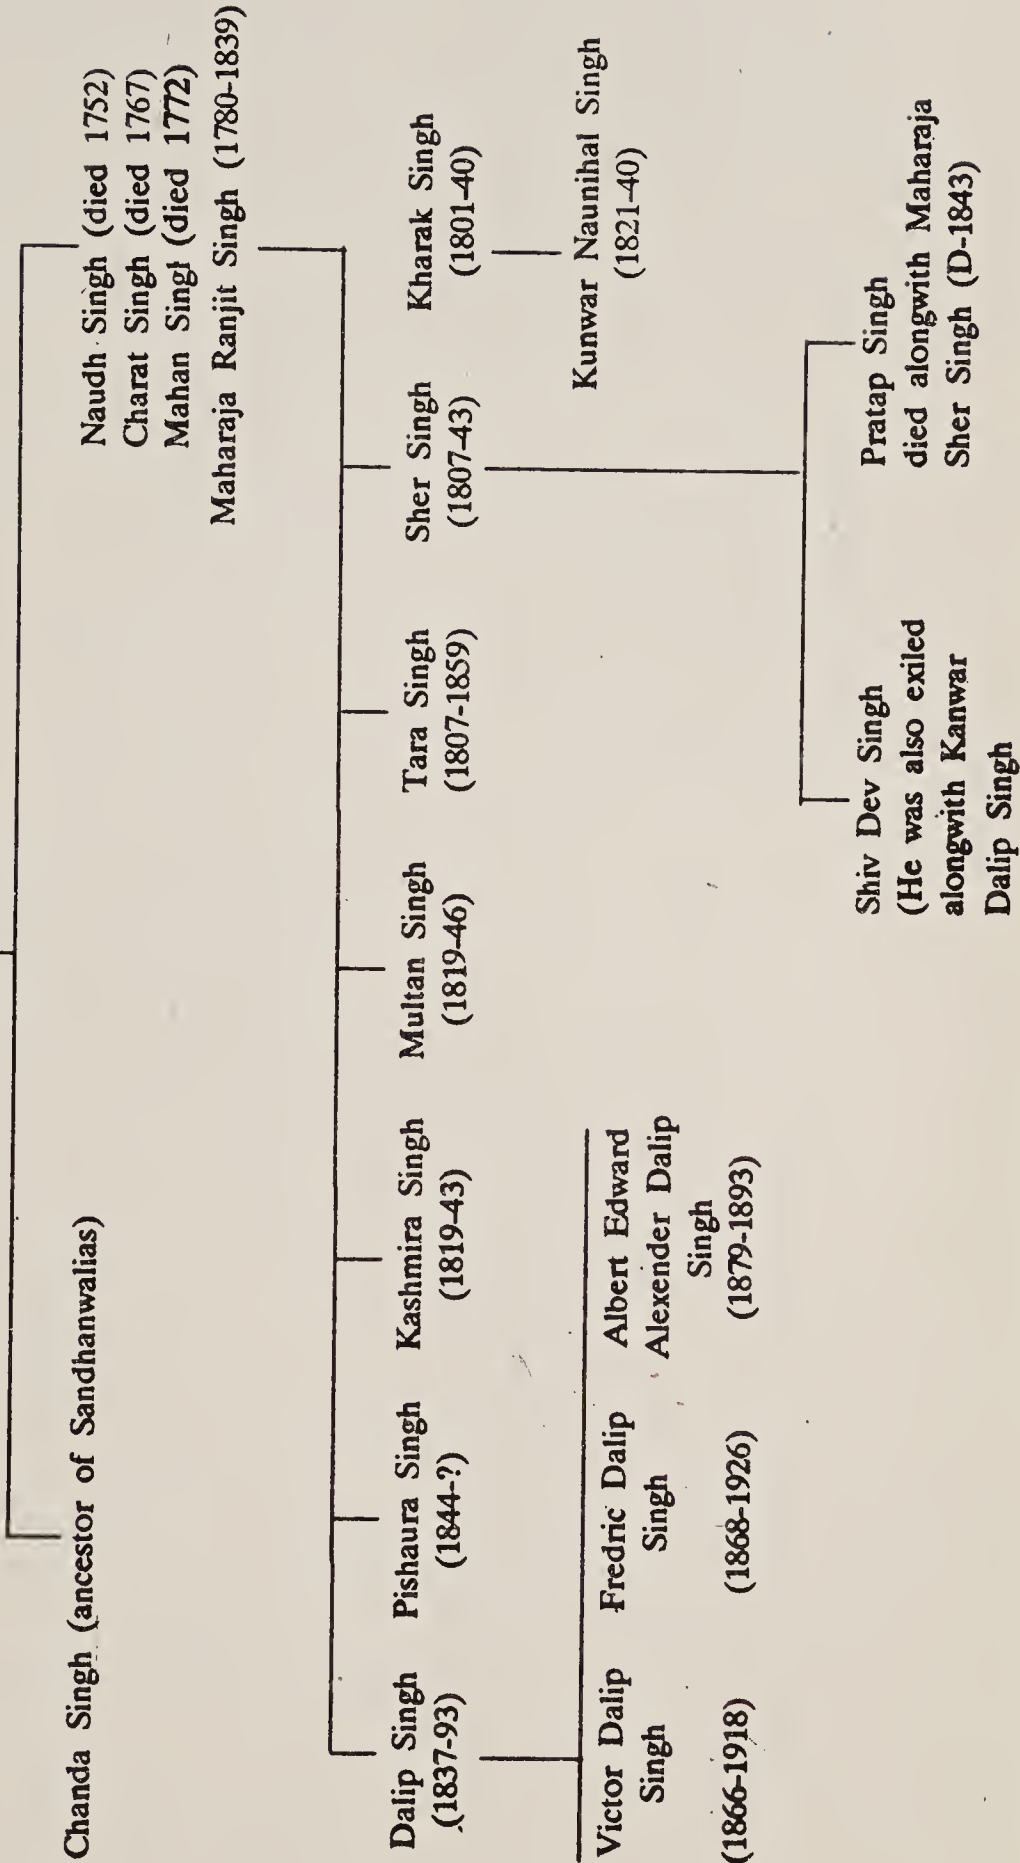 Chanda Singh (ancestor of Sandhanwalias)
Naudh Singh (died 1752)
Charat Singh (died 1767)
Mahan Singl (died 1772)
Maharaja Ranjit Singh (1780-1839)
Dalip Singh
(1837-93)
Pishaura Singh
(1844-?)
Kashmira Singh
(1819-43)
Multan Singh
(1819-46)
Tara Singh
(1807-1859)
Sher Singh
(1807-43)
Kharak Singh
(1801-40)
Kunwar Naunihal Singh
(1821-40)
Victor Dalip
Singh
(1866-1918)
Fredric Dalip
Singh
(1868-1926)
Albert Edward
Alexender Dalip
Singh
(1879-1893)
Shiv Dev Singh
(He was also exiled
alongwith Kanwar
Dalip Singh
Pratap Singh
died alongwith Maharaja
Sher Singh (D-1843)